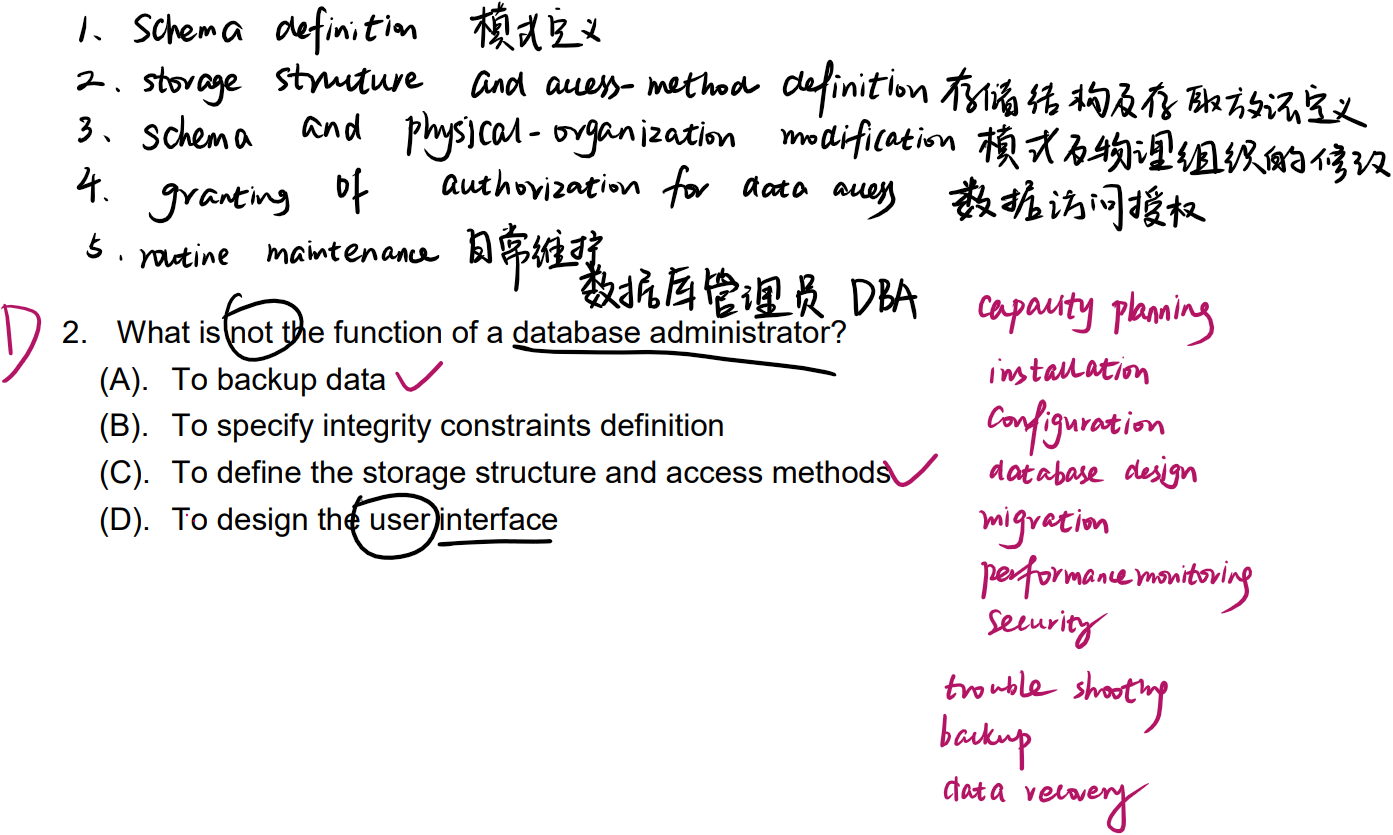 1、Schema definition 模式定义
2、storage structure and access-method definition 存储结构及存取方法定义
3、schema and physical-organization modification 模式及物理组织的修改
4、granting of authorization for data access 数据访问授权
5、routine maintenance 日常维护
数据库管理员 DBA
D 2. What is not the function of a database administrator?
(A). To backup data
(B). To specify integrity constraints definition
(C). To define the storage structure and access methods
(D). To design the user interface
capacity planning
installation
Configuration
database design
migration
performance monitoring
Security
trouble shooting
backup
data recovery